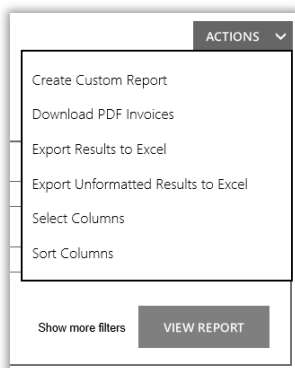 ACTIONS
Create Custom Report
Download PDF Invoices
Export Results to Excel
Export Unformatted Results to Excel
Select Columns
Sort Columns
Show more filters VIEW REPORT